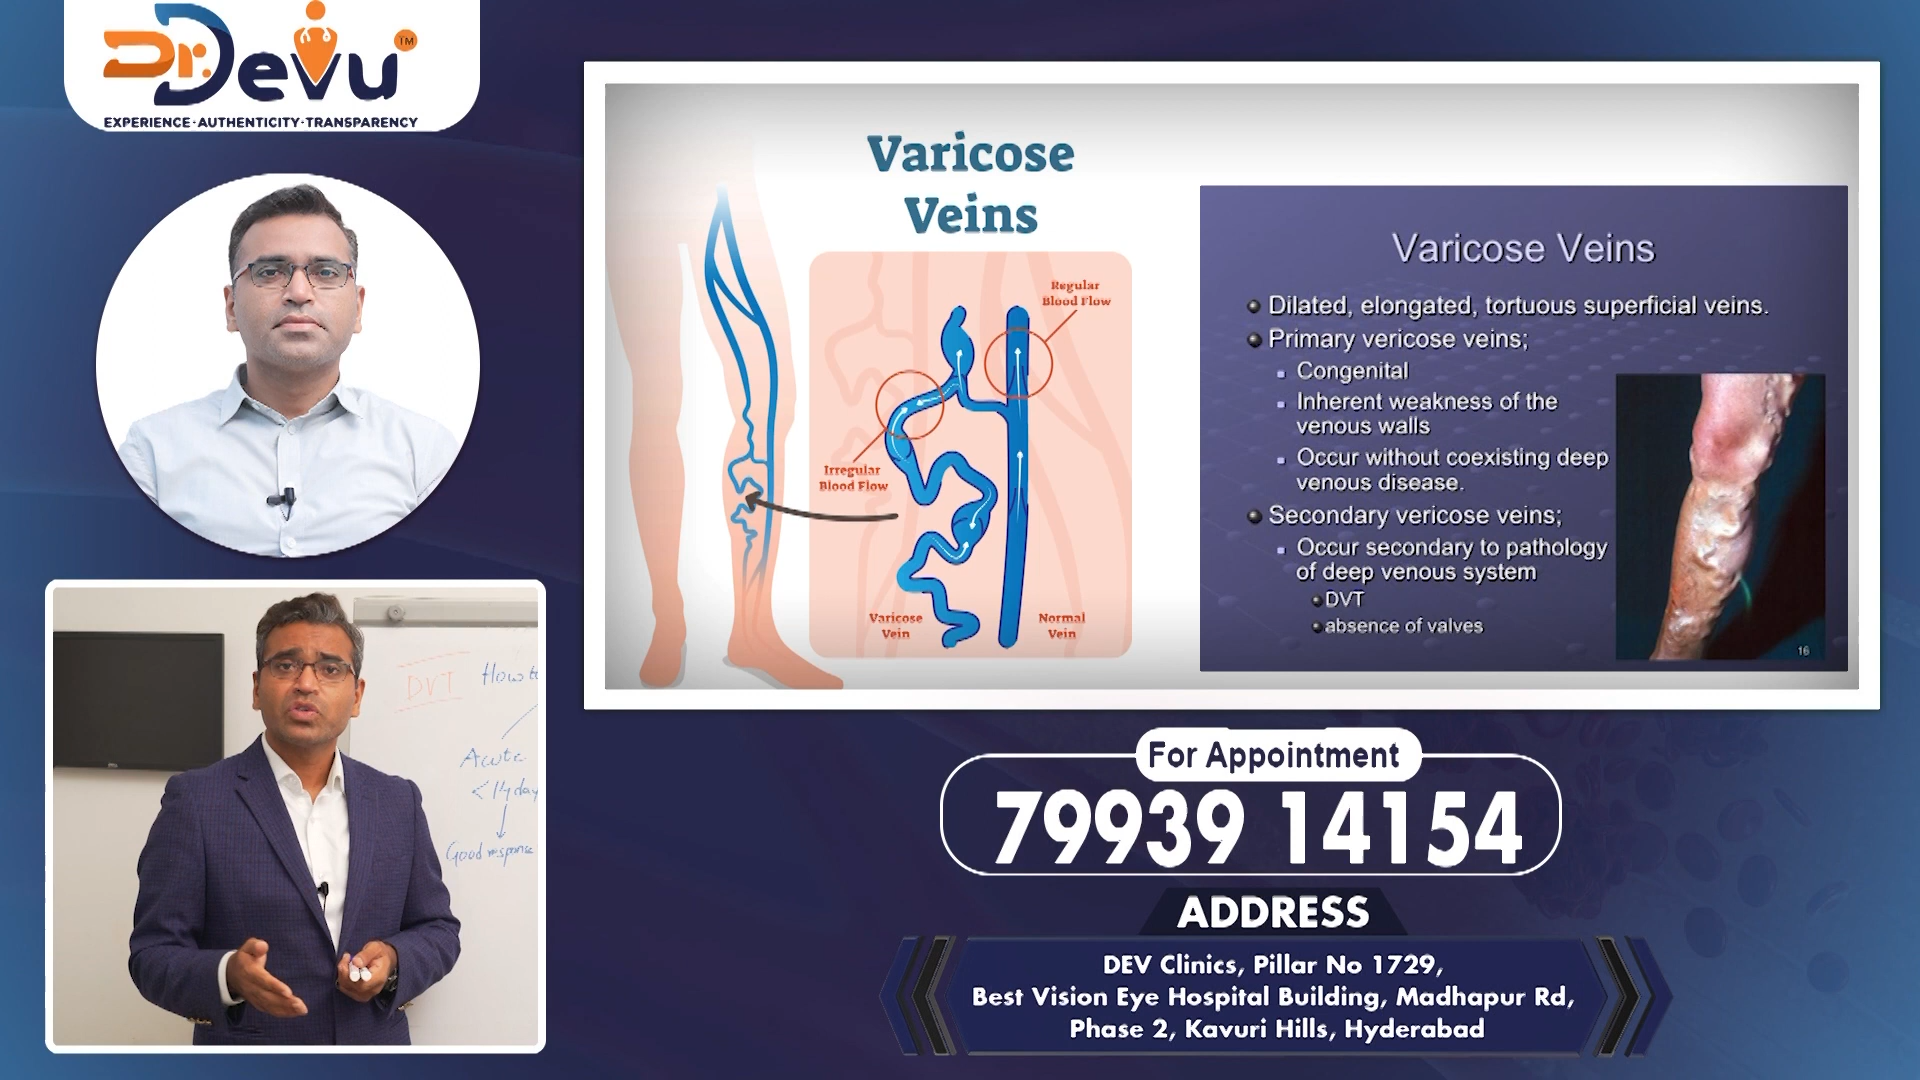 Dr. Devu TM
EXPERIENCE·AUTHENTICITY·TRANSPARENCY
Varicose
Veins
Regular
Blood Flow
Irregular
Blood Flow
Varicose
Vein
Normal
Vein
Varicose Veins
Dilated, elongated, tortuous superficial veins.
Primary vericose veins;
Congenital
Inherent weakness of the
venous walls
Occur without coexisting deep
venous disease.
Secondary vericose veins;
Occur secondary to pathology
of deep venous system
DVT
absence of valves
16
DVT
How to
Acute
< 14 day
Good response
For Appointment
79939 14154
ADDRESS
DEV Clinics, Pillar No 1729,
Best Vision Eye Hospital Building, Madhapur Rd,
Phase 2, Kavuri Hills, Hyderabad